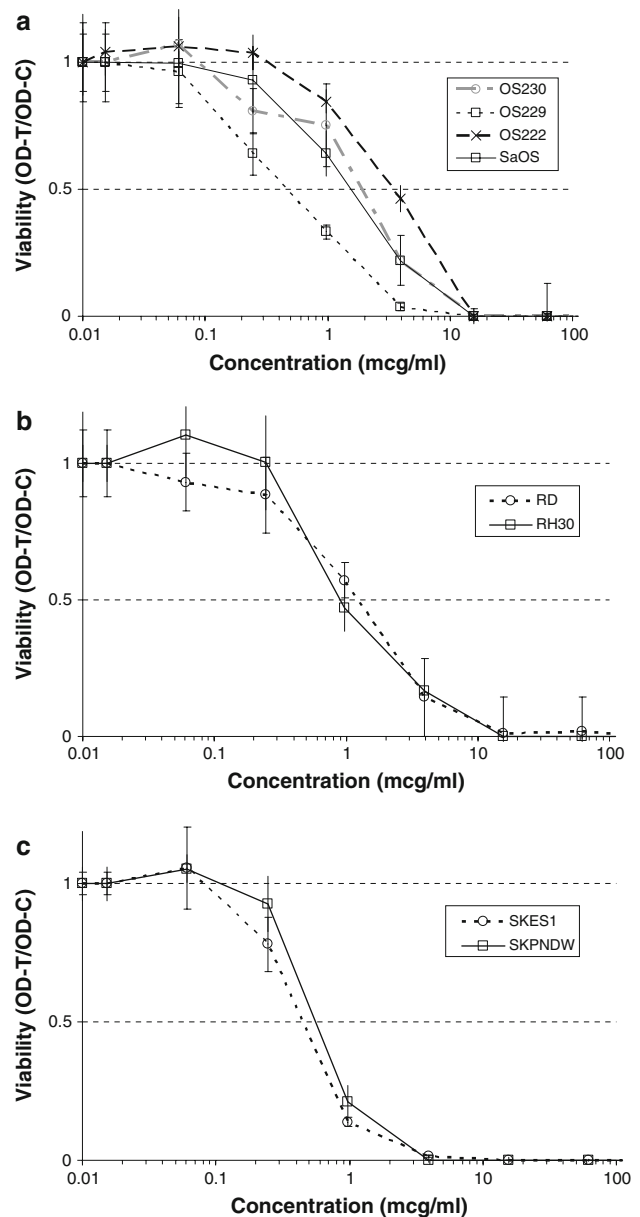 a
Viability (OD-T/OD-C)
1
0.5
0
OS230
OS229
OS222
SaOS
0.01
0.1
1
10
100
Concentration (mcg/ml)
b
Viability (OD-T/OD-C)
1
0.5
0
RD
RH30
0.01
0.1
1
10
100
Concentration (mcg/ml)
c
Viability (OD-T/OD-C)
1
0.5
0
SKES1
SKPNDW
0.01
0.1
1
10
100
Concentration (mcg/ml)